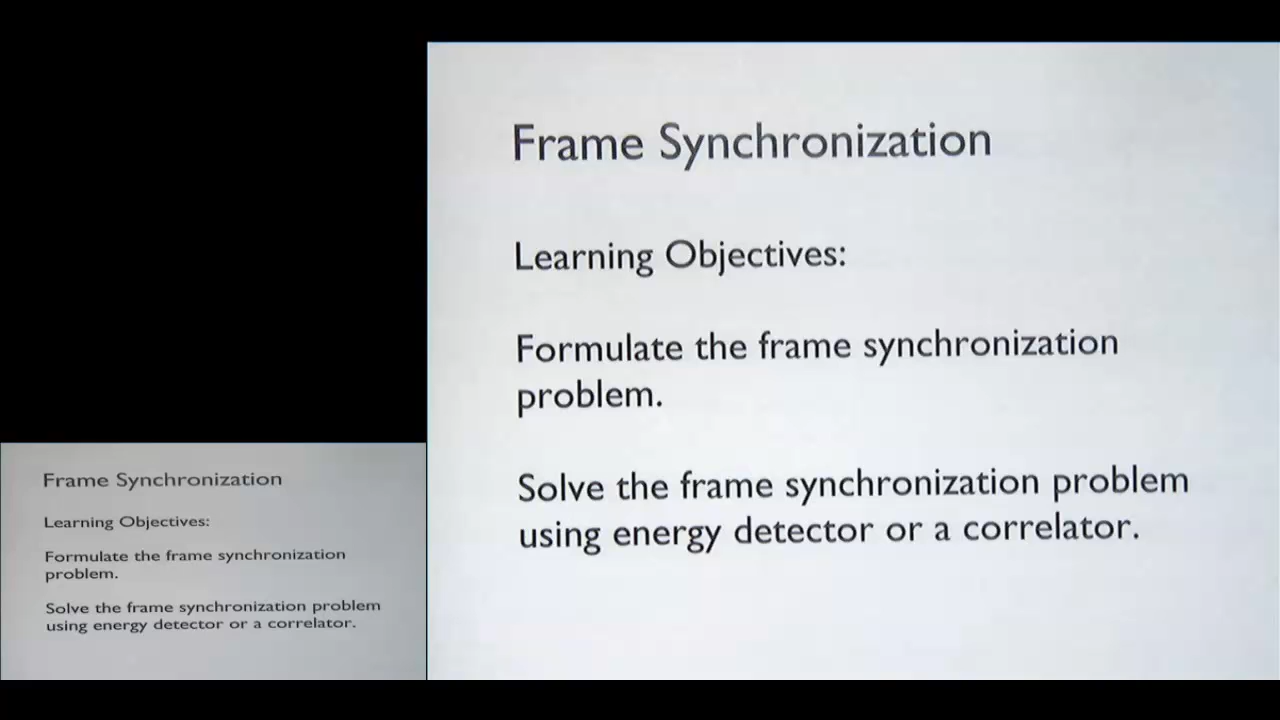 Frame Synchronization
Learning Objectives:
Formulate the frame synchronization
problem.
Solve the frame synchronization problem
using energy detector or a correlator.
Frame Synchronization
Learning Objectives:
Formulate the frame synchronization
problem.
Solve the frame synchronization problem
using energy detector or a correlator.